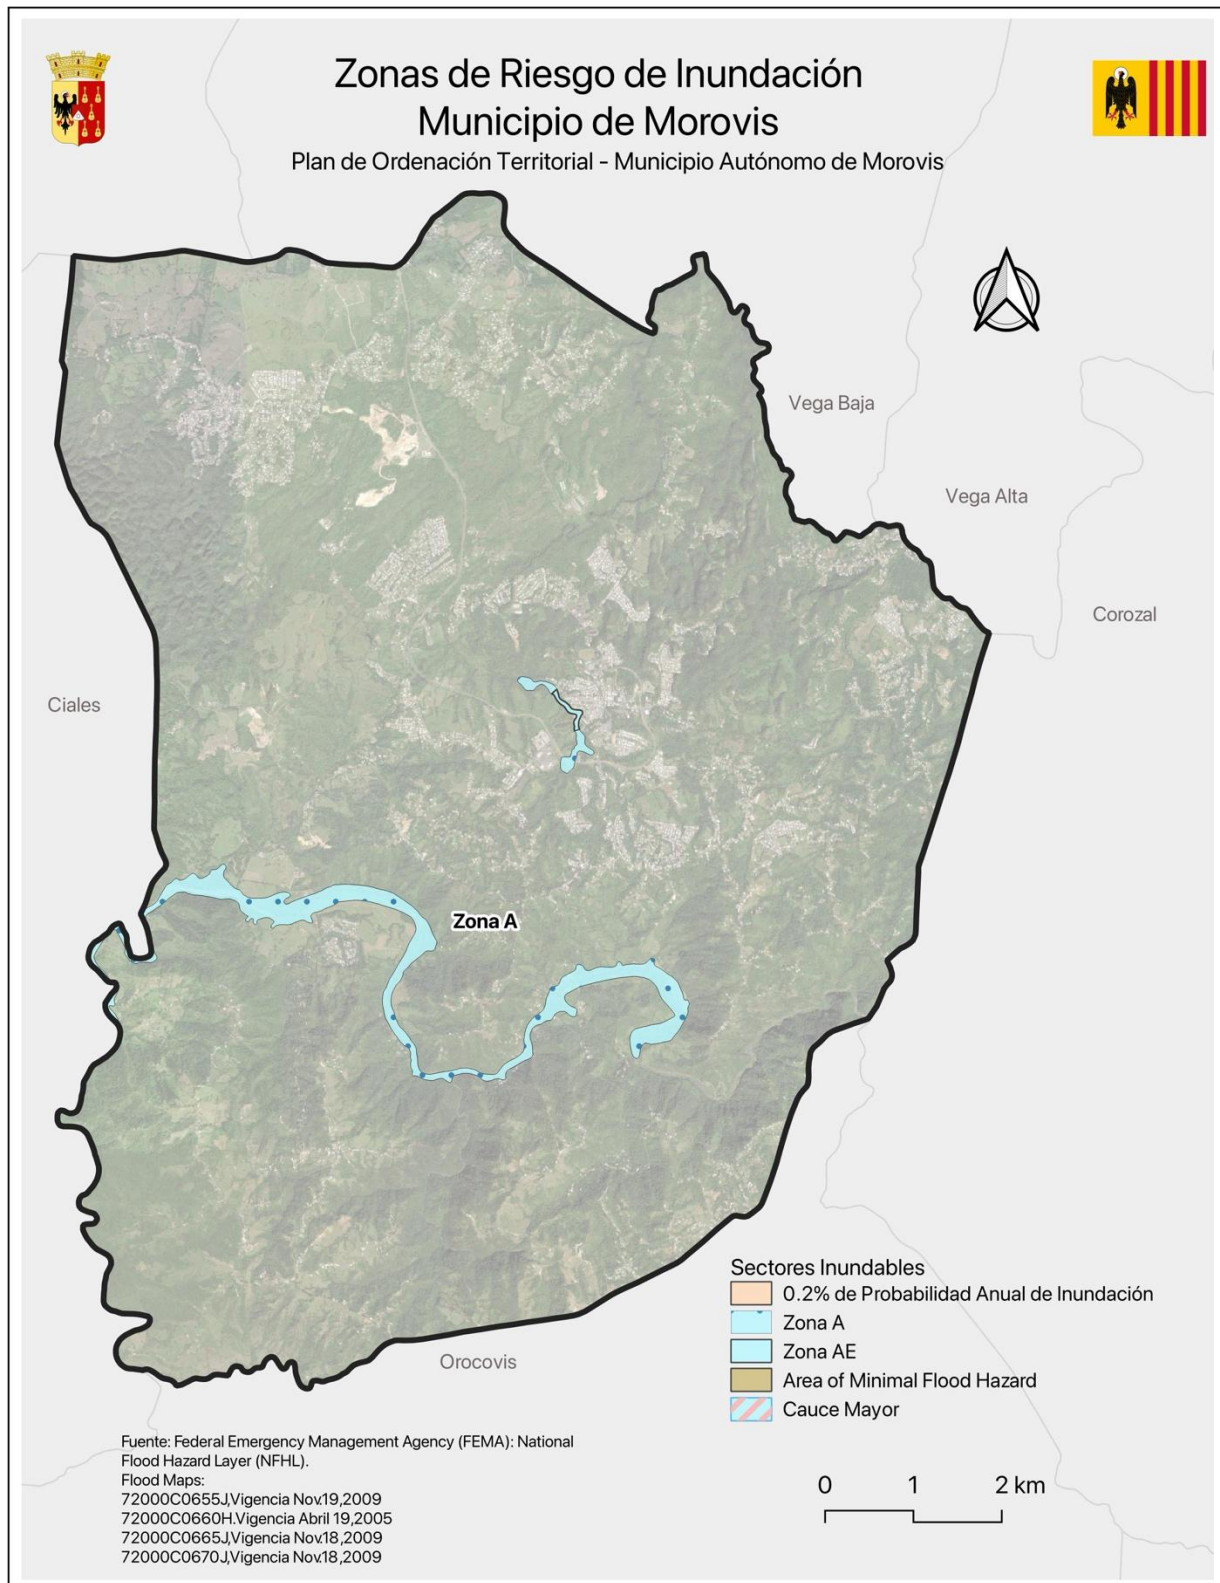 Zonas de Riesgo de Inundación
Municipio de Morovis
Plan de Ordenación Territorial - Municipio Autónomo de Morovis
Vega Baja
Vega Alta
Corozal
Ciales
Zona A
Orocovis
Sectores Inundables
0.2% de Probabilidad Anual de Inundación
Zona A
Zona AE
Area of Minimal Flood Hazard
Cauce Mayor
Fuente: Federal Emergency Management Agency (FEMA): National
Flood Hazard Layer (NFHL).
Flood Maps:
72000C0655J,Vigencia Nov.19,2009
72000C0660H.Vigencia Abril 19,2005
72000C0665J,Vigencia Nov.18,2009
72000C0670J,Vigencia Nov.18,2009
0 1 2 km